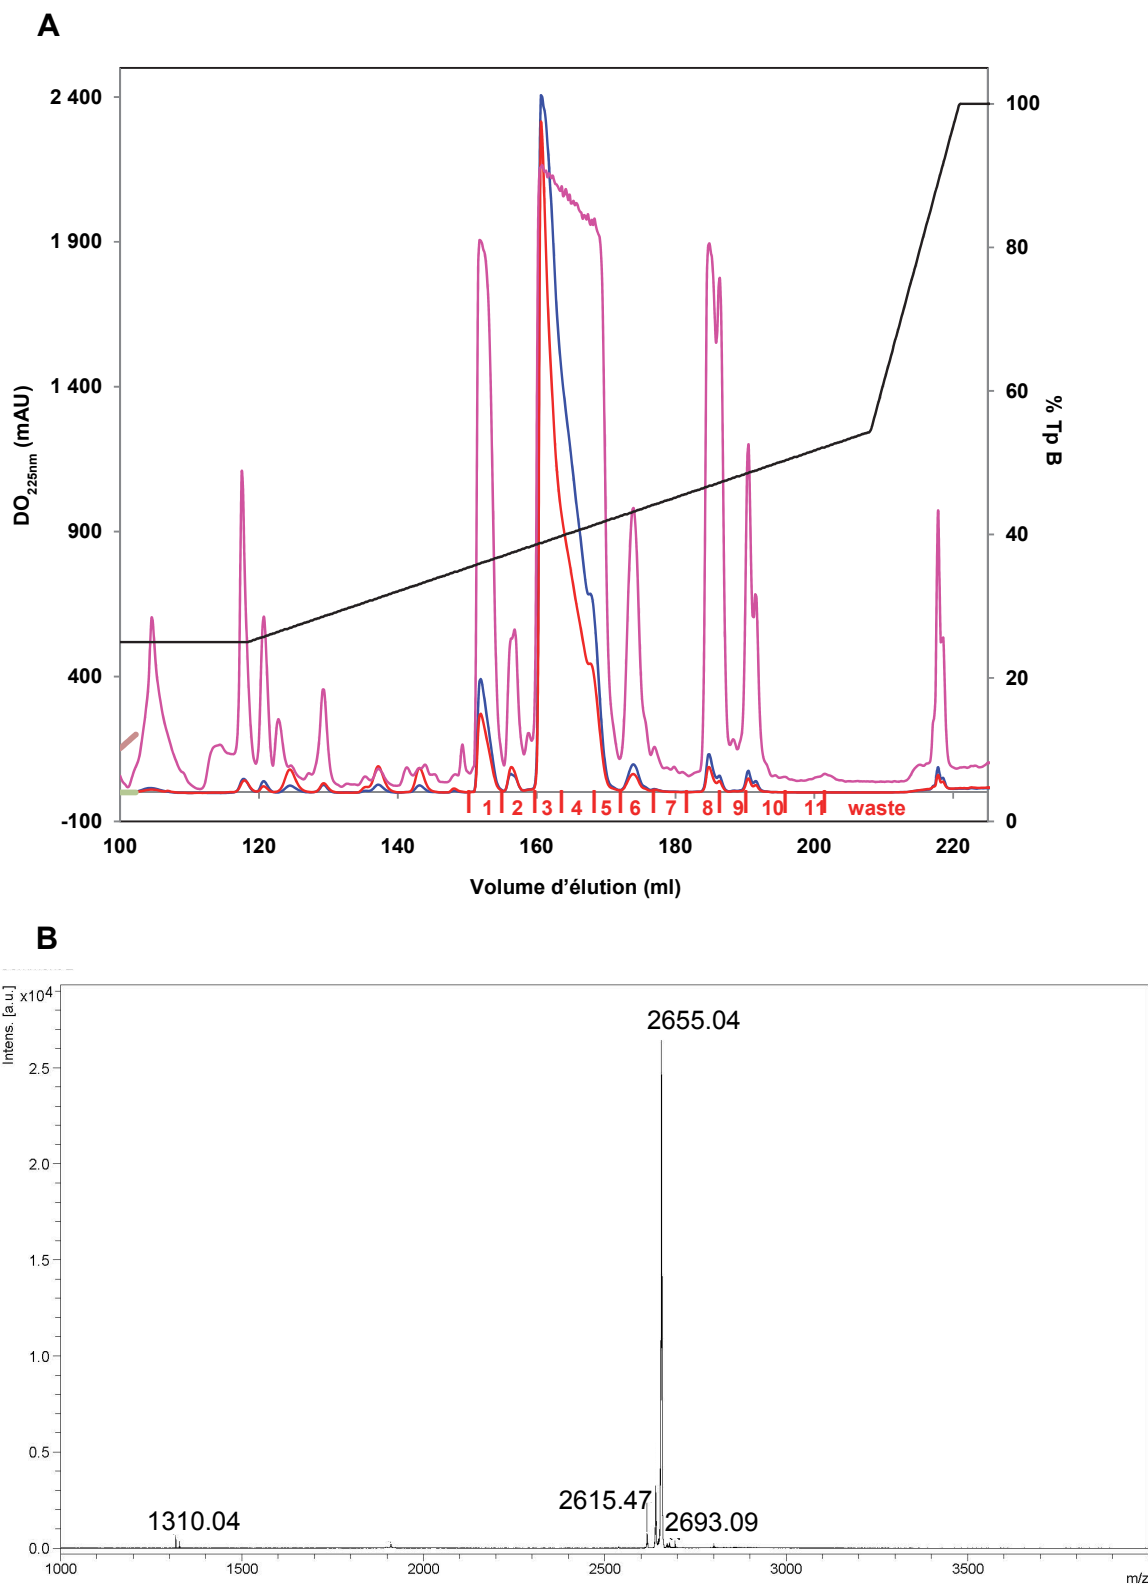 A
2 400
1 900
1 400
900
400
-100
DO225nm (mAU)
100
80
60
40
20
0
% Tp B
1 2 3 4 5 6 7 8 9 10 11 waste
100 120 140 160 180 200 220
Volume d'élution (ml)
B
Intens. [a.u.]
x10⁴
2655.04
2.5
2.0
1.5
1.0
0.5
0.0
2615.47
1310.04
2693.09
1000 1500 2000 2500 3000 3500
m/z